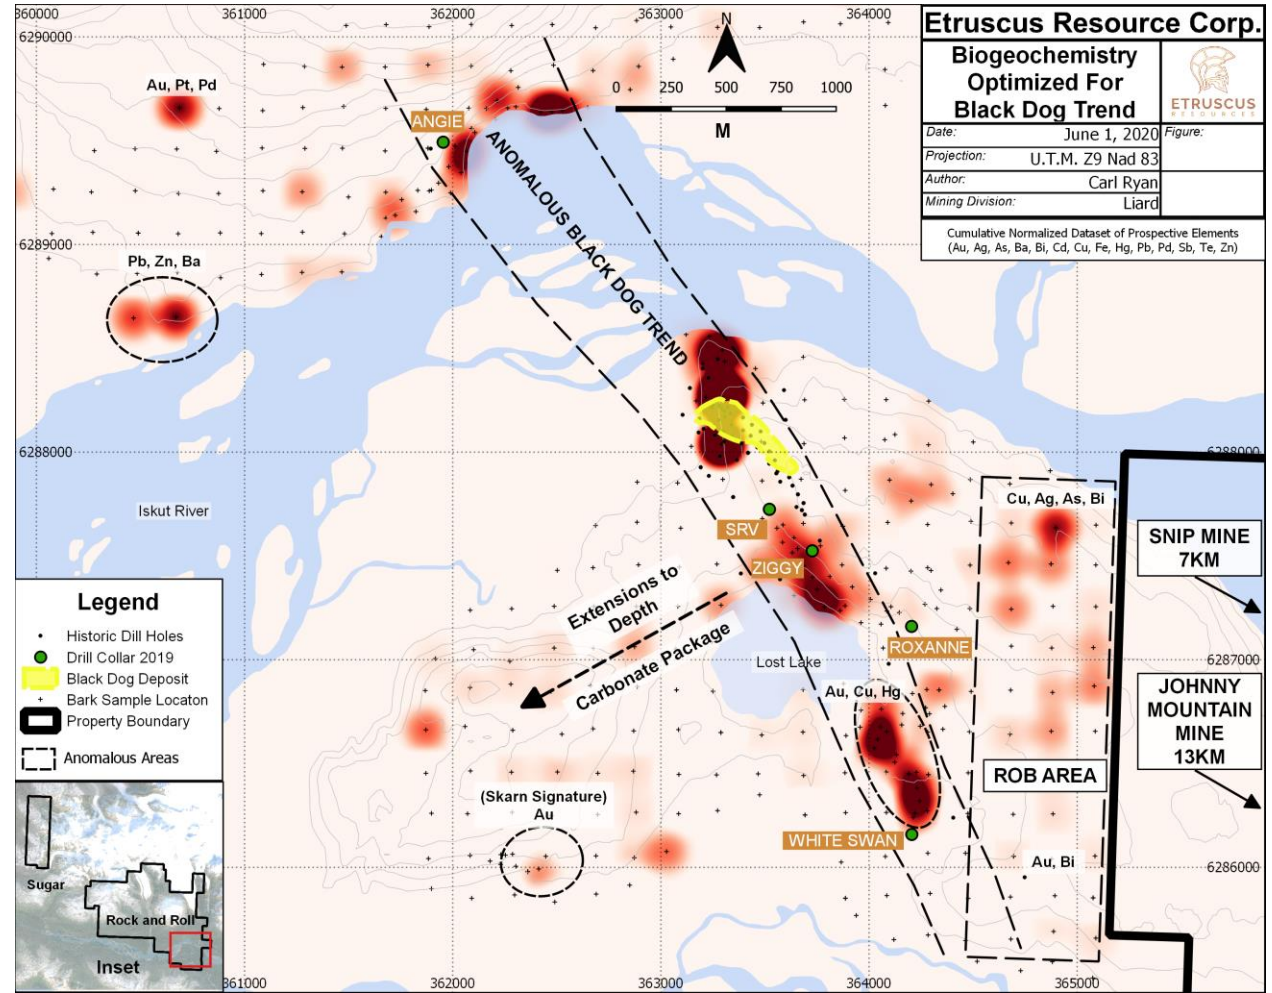 360000
361000
362000
363000
364000
6290000
N
0
250
500
750
1000
M
Etruscus Resource Corp.
Biogeochemistry
Optimized For
Black Dog Trend
ETRUSCUS
RESOURCES
Date:
June 1, 2020
Figure:
Projection:
U.T.M. Z9 Nad 83
Author:
Carl Ryan
Mining Division:
Liard
Cumulative Normalized Dataset of Prospective Elements
(Au, Ag, As, Ba, Bi, Cd, Cu, Fe, Hg, Pb, Pd, Sb, Te, Zn)
Au, Pt, Pd
ANGIE
ANOMALOUS BLACK DOG TREND
6289000
Pb, Zn, Ba
6288000
6288000
Iskut River
Cu, Ag, As, Bi
SRV
ZIGGY
SNIP MINE
7KM
Extensions to
Depth
Carbonate Package
ROXANNE
Lost Lake
6287000
Au, Cu, Hg
JOHNNY
MOUNTAIN
MINE
13KM
ROB AREA
(Skarn Signature)
Au
WHITE SWAN
Au, Bi
6286000
Legend
Historic Dill Holes
Drill Collar 2019
Black Dog Deposit
Bark Sample Locaton
Property Boundary
Anomalous Areas
Sugar
Rock and Roll
Inset
361000
362000
363000
364000
365000